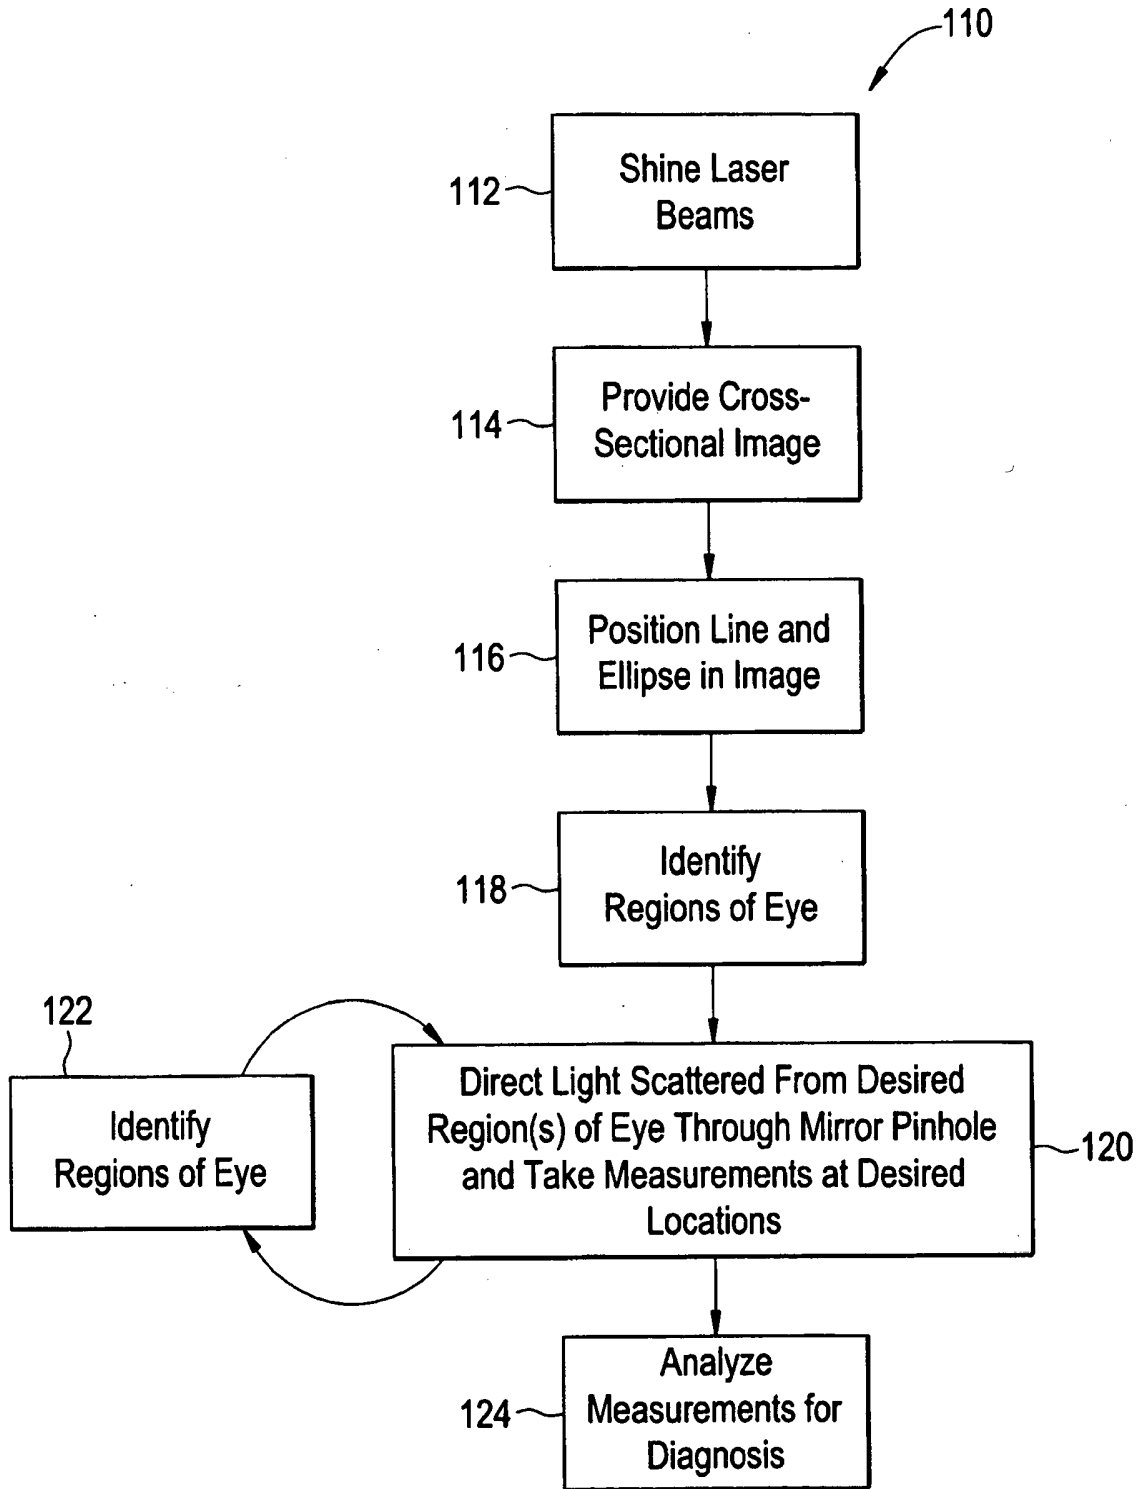 110
112
Shine Laser
Beams
114
Provide Cross-
Sectional Image
116
Position Line and
Ellipse in Image
118
Identify
Regions of Eye
122
Identify
Regions of Eye
Direct Light Scattered From Desired
Region(s) of Eye Through Mirror Pinhole
and Take Measurements at Desired
Locations
120
124
Analyze
Measurements for
Diagnosis